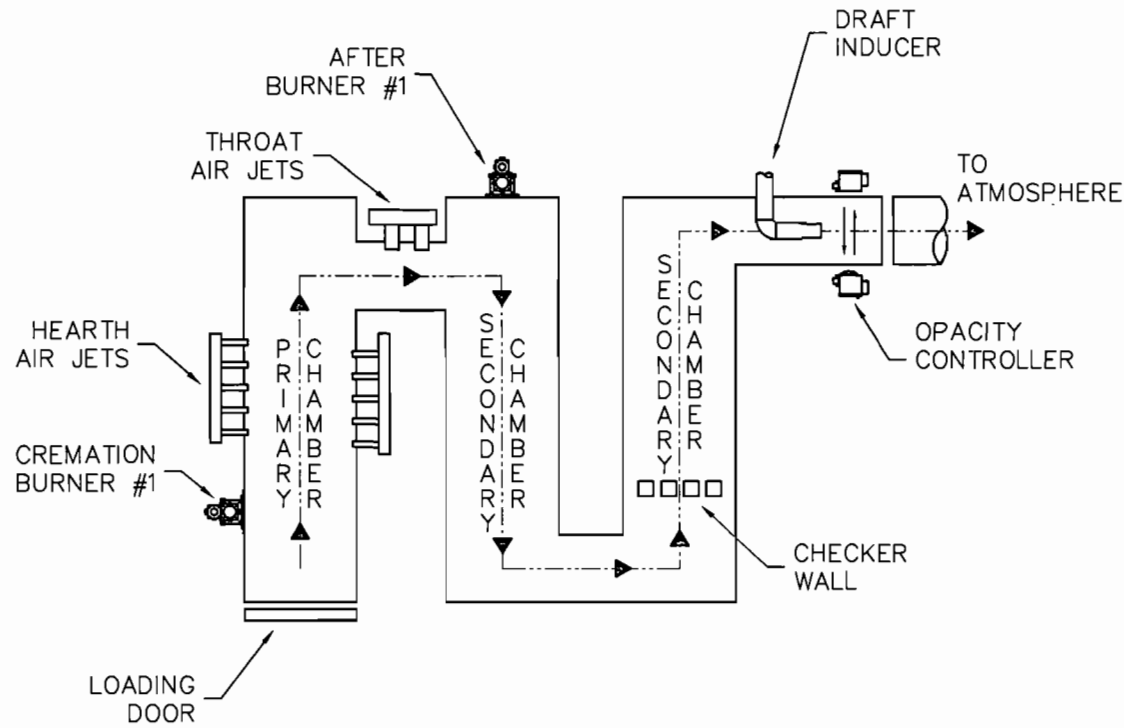 DRAFT
INDUCER
AFTER
BURNER #1
THROAT
AIR JETS
TO
ATMOSPHERE
HEARTH
AIR JETS
PRIMARY
CHAMBER
SECONDARY
CHAMBER
SECONDARY
CHAMBER
OPACITY
CONTROLLER
CREMATION
BURNER #1
CHECKER
WALL
LOADING
DOOR